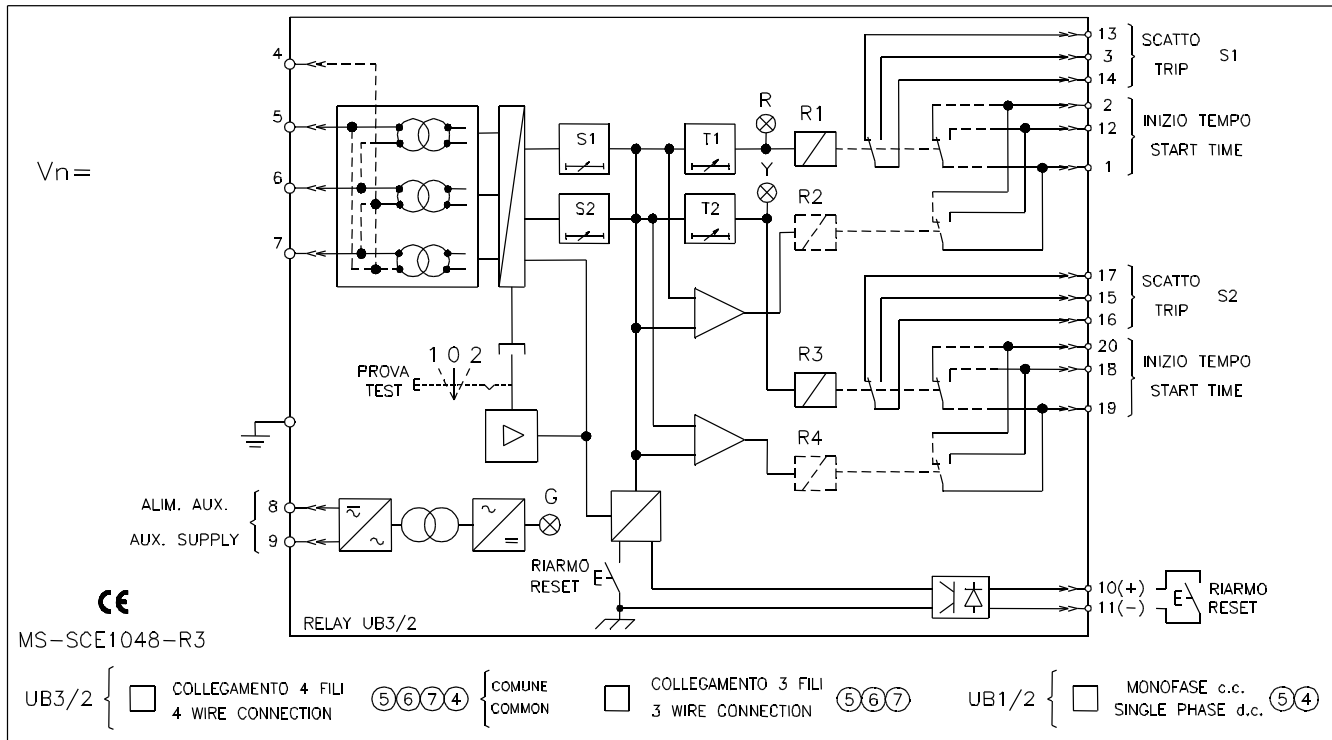 4
5
6
7
Vn=
S1
S2
T1
T2
R
Y
R1
R2
R3
R4
13
3
14
SCATTO
TRIP
S1
2
12
1
INIZIO TEMPO
START TIME
17
15
16
SCATTO
TRIP
S2
20
18
19
INIZIO TEMPO
START TIME
1 0 2
PROVA
TEST
E
G
ALIM. AUX.
AUX. SUPPLY
8
9
RIARMO
RESET
E
10(+)
11(-)
E
RIARMO
RESET
RELAY UB3/2
CE
MS-SCE1048-R3
UB3/2
COLLEGAMENTO 4 FILI
4 WIRE CONNECTION
5 6 7 4
COMUNE
COMMON
COLLEGAMENTO 3 FILI
3 WIRE CONNECTION
5 6 7
UB1/2
MONOFASE c.c.
SINGLE PHASE d.c.
5 4